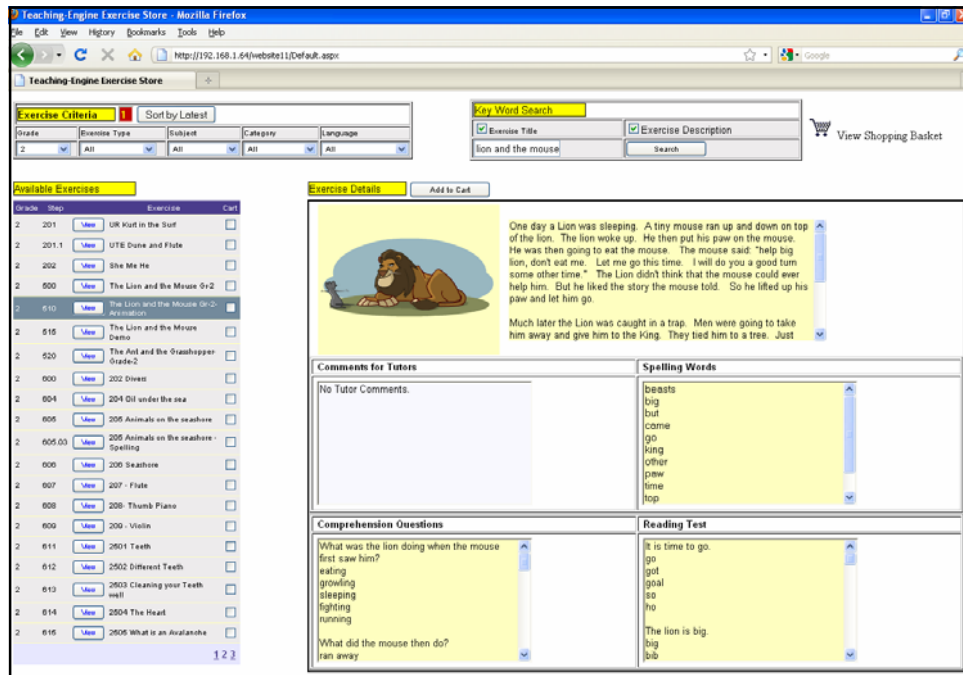 Teaching-Engine Exercise Store - Mozilla Firefox
File Edit View History Bookmarks Tools Help
http://192.168.1.64/website11/Default.aspx
Google
Teaching-Engine Exercise Store
Exercise Criteria 1 Sort by Latest
Grade Exercise Type Subject Category Language
2 All All All All
Key Word Search
Exercise Title Exercise Description
lion and the mouse Search
View Shopping Basket
Available Exercises
Grade Step Exercise Cart
2 201 View UR Kurt in the Surf
2 201.1 View UTE Dune and Flute
2 202 View She Me He
2 500 View The Lion and the Mouse Gr-2
2 510 View The Lion and the Mouse Gr-2-
Animation
2 515 View The Lion and the Mouse
Demo
2 520 View The Ant and the Grasshopper
Grade-2
2 600 View 202 Divers
2 604 View 204 Oil under the sea
2 605 View 205 Animals on the seashore
2 605.03 View 205 Animals on the seashore -
Spelling
2 606 View 206 Seashore
2 607 View 207 - Flute
2 608 View 208- Thumb Piano
2 609 View 209 - Violin
2 611 View 2501 Teeth
2 612 View 2502 Different Teeth
2 613 View 2503 Cleaning your Teeth
well
2 614 View 2504 The Heart
2 615 View 2505 What is an Avalanche
1 2 3
Exercise Details Add to Cart
One day a Lion was sleeping. A tiny mouse ran up and down on top
of the lion. The lion woke up. He then put his paw on the mouse.
He was then going to eat the mouse. The mouse said: "help big
lion, don't eat me. Let me go this time. I will do you a good turn
some other time." The Lion didn't think that the mouse could ever
help him. But he liked the story the mouse told. So he lifted up his
paw and let him go.
Much later the Lion was caught in a trap. Men were going to take
him away and give him to the King. They tied him to a tree. Just
Comments for Tutors
No Tutor Comments.
Spelling Words
beasts
big
but
came
go
king
other
paw
time
top
Comprehension Questions
What was the lion doing when the mouse
first saw him?
eating
growling
sleeping
fighting
running
What did the mouse then do?
ran away
Reading Test
It is time to go.
go
got
goal
so
ho
The lion is big.
big
bib